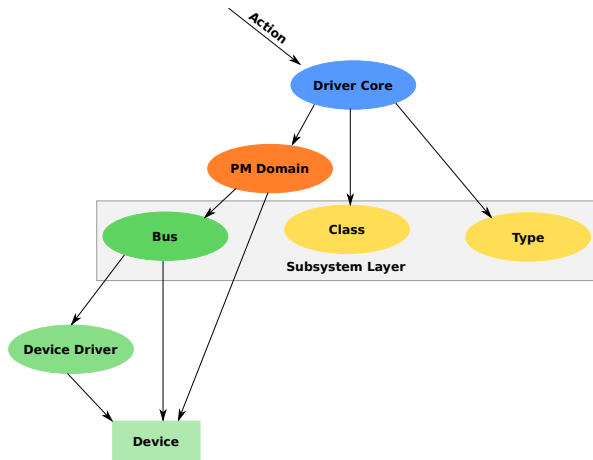 Action
Driver Core
PM Domain
Bus
Class
Type
Subsystem Layer
Device Driver
Device